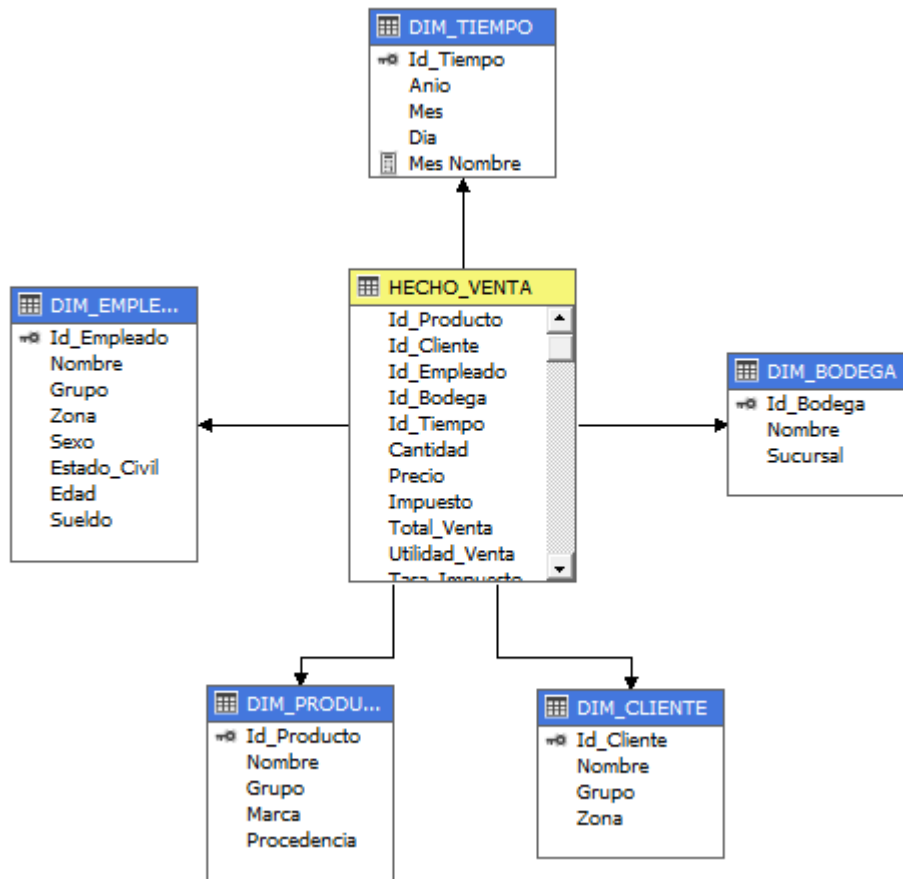 DIM_TIEMPO
Id_Tiempo
Anio
Mes
Dia
Mes Nombre
HECHO_VENTA
Id_Producto
Id_Cliente
Id_Empleado
Id_Bodega
Id_Tiempo
Cantidad
Precio
Impuesto
Total_Venta
Utilidad_Venta
Tasa_Impuesto
DIM_EMPLE...
Id_Empleado
Nombre
Grupo
Zona
Sexo
Estado_Civil
Edad
Sueldo
DIM_BODEGA
Id_Bodega
Nombre
Sucursal
DIM_PRODU...
Id_Producto
Nombre
Grupo
Marca
Procedencia
DIM_CLIENTE
Id_Cliente
Nombre
Grupo
Zona